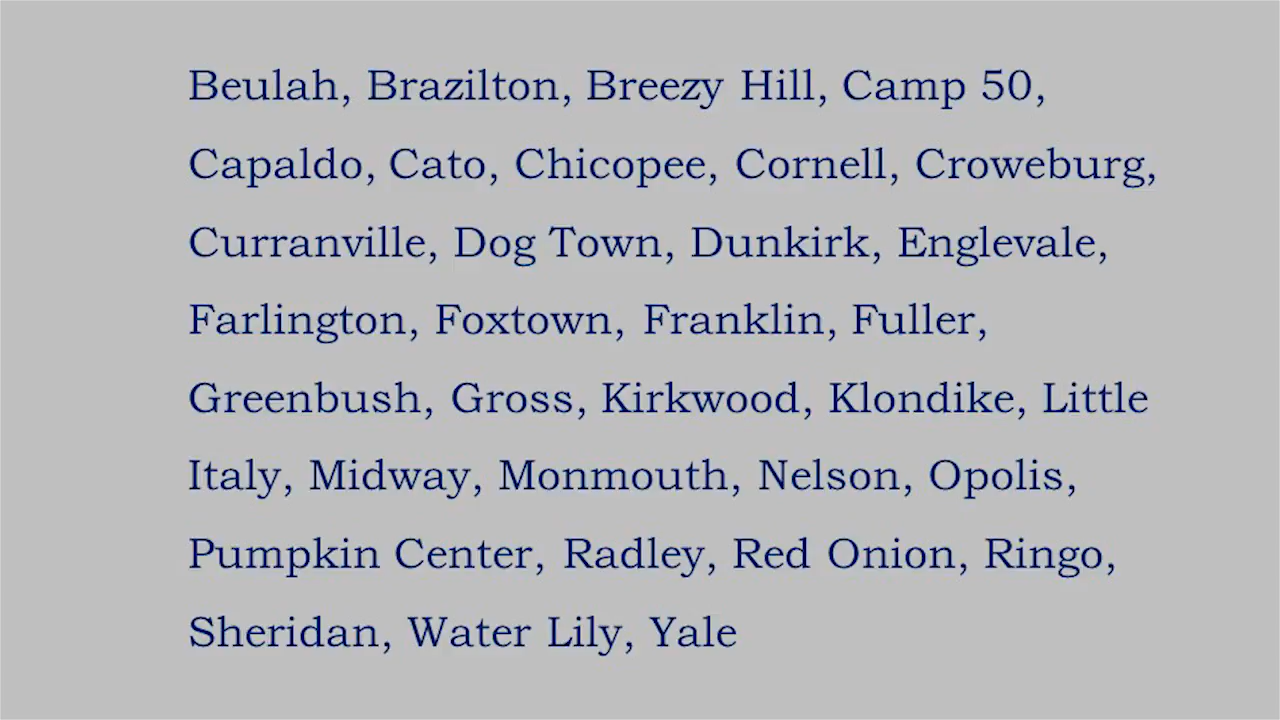 Beulah, Brazilton, Breezy Hill, Camp 50,
Capaldo, Cato, Chicopee, Cornell, Croweburg,
Curranville, Dog Town, Dunkirk, Englevale,
Farlington, Foxtown, Franklin, Fuller,
Greenbush, Gross, Kirkwood, Klondike, Little
Italy, Midway, Monmouth, Nelson, Opolis,
Pumpkin Center, Radley, Red Onion, Ringo,
Sheridan, Water Lily, Yale